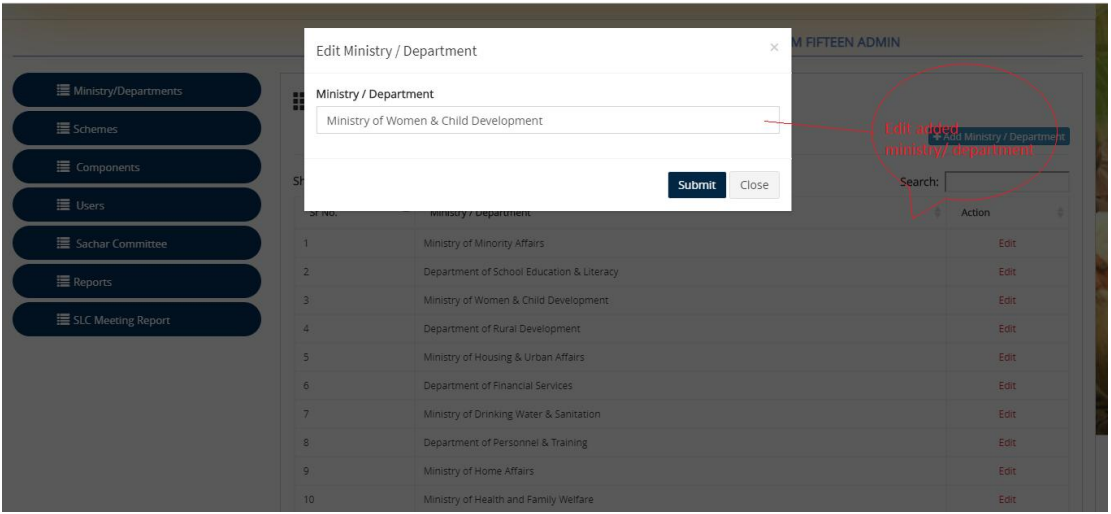 M FIFTEEN ADMIN
Edit Ministry / Department ×
Ministry / Department
Ministry of Women & Child Development
Submit Close
Ministry/Departments
Schemes
Components
Users
Sachar Committee
Reports
SLC Meeting Report
Edit added
ministry/ department
+Add Ministry / Department
Sh
Search:
Sr No. Ministry / Department Action
1 Ministry of Minority Affairs Edit
2 Department of School Education & Literacy Edit
3 Ministry of Women & Child Development Edit
4 Department of Rural Development Edit
5 Ministry of Housing & Urban Affairs Edit
6 Department of Financial Services Edit
7 Ministry of Drinking Water & Sanitation Edit
8 Department of Personnel & Training Edit
9 Ministry of Home Affairs Edit
10 Ministry of Health and Family Welfare Edit